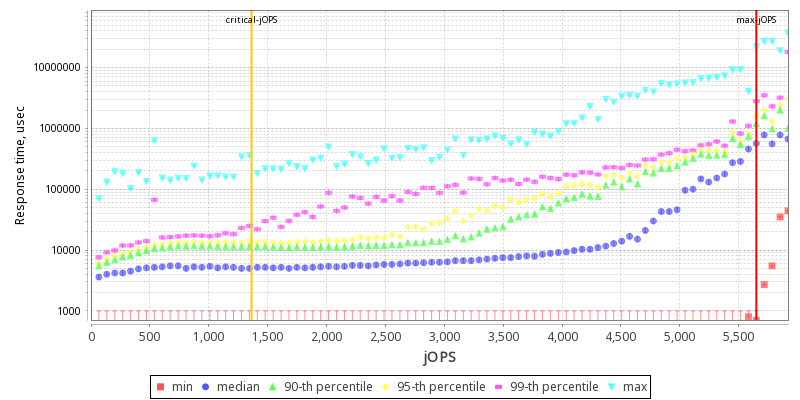 critical-jOPS max-jOPS
10000000
1000000
100000
10000
1000
Response time, usec
0 500 1,000 1,500 2,000 2,500 3,000 3,500 4,000 4,500 5,000 5,500
jOPS
min median 90-th percentile 95-th percentile 99-th percentile max